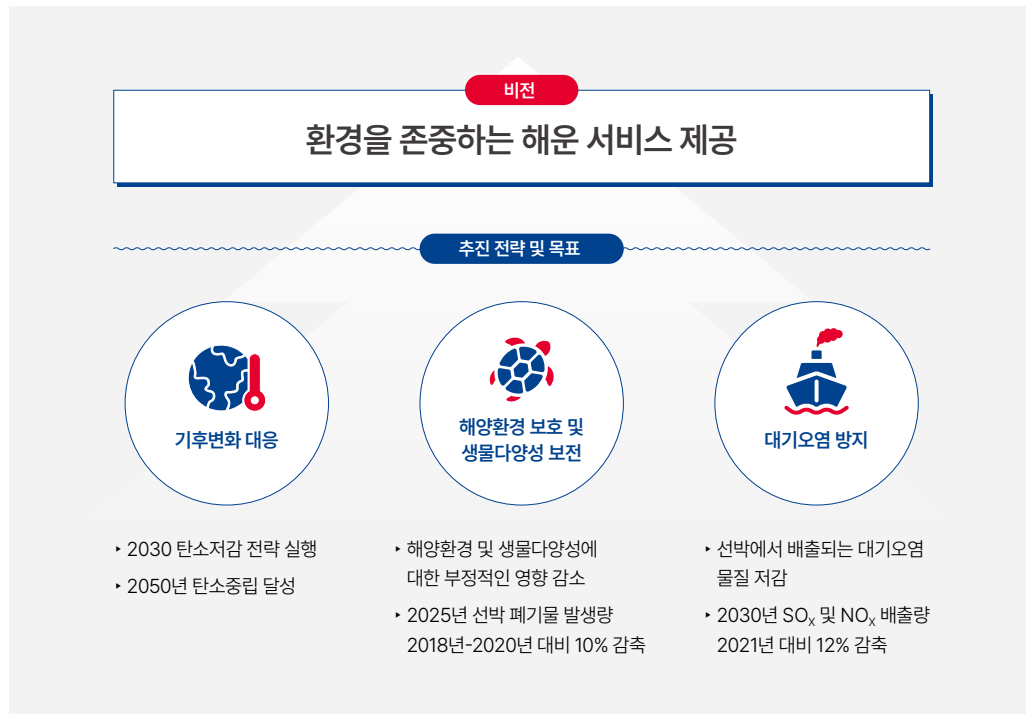 비전
환경을 존중하는 해운 서비스 제공
추진 전략 및 목표
기후변화 대응
‣ 2030 탄소저감 전략 실행
‣ 2050년 탄소중립 달성
해양환경 보호 및
생물다양성 보전
‣ 해양환경 및 생물다양성에
대한 부정적인 영향 감소
‣ 2025년 선박 폐기물 발생량
2018년-2020년 대비 10% 감축
대기오염 방지
‣ 선박에서 배출되는 대기오염
물질 저감
‣ 2030년 SOx 및 NOx 배출량
2021년 대비 12% 감축